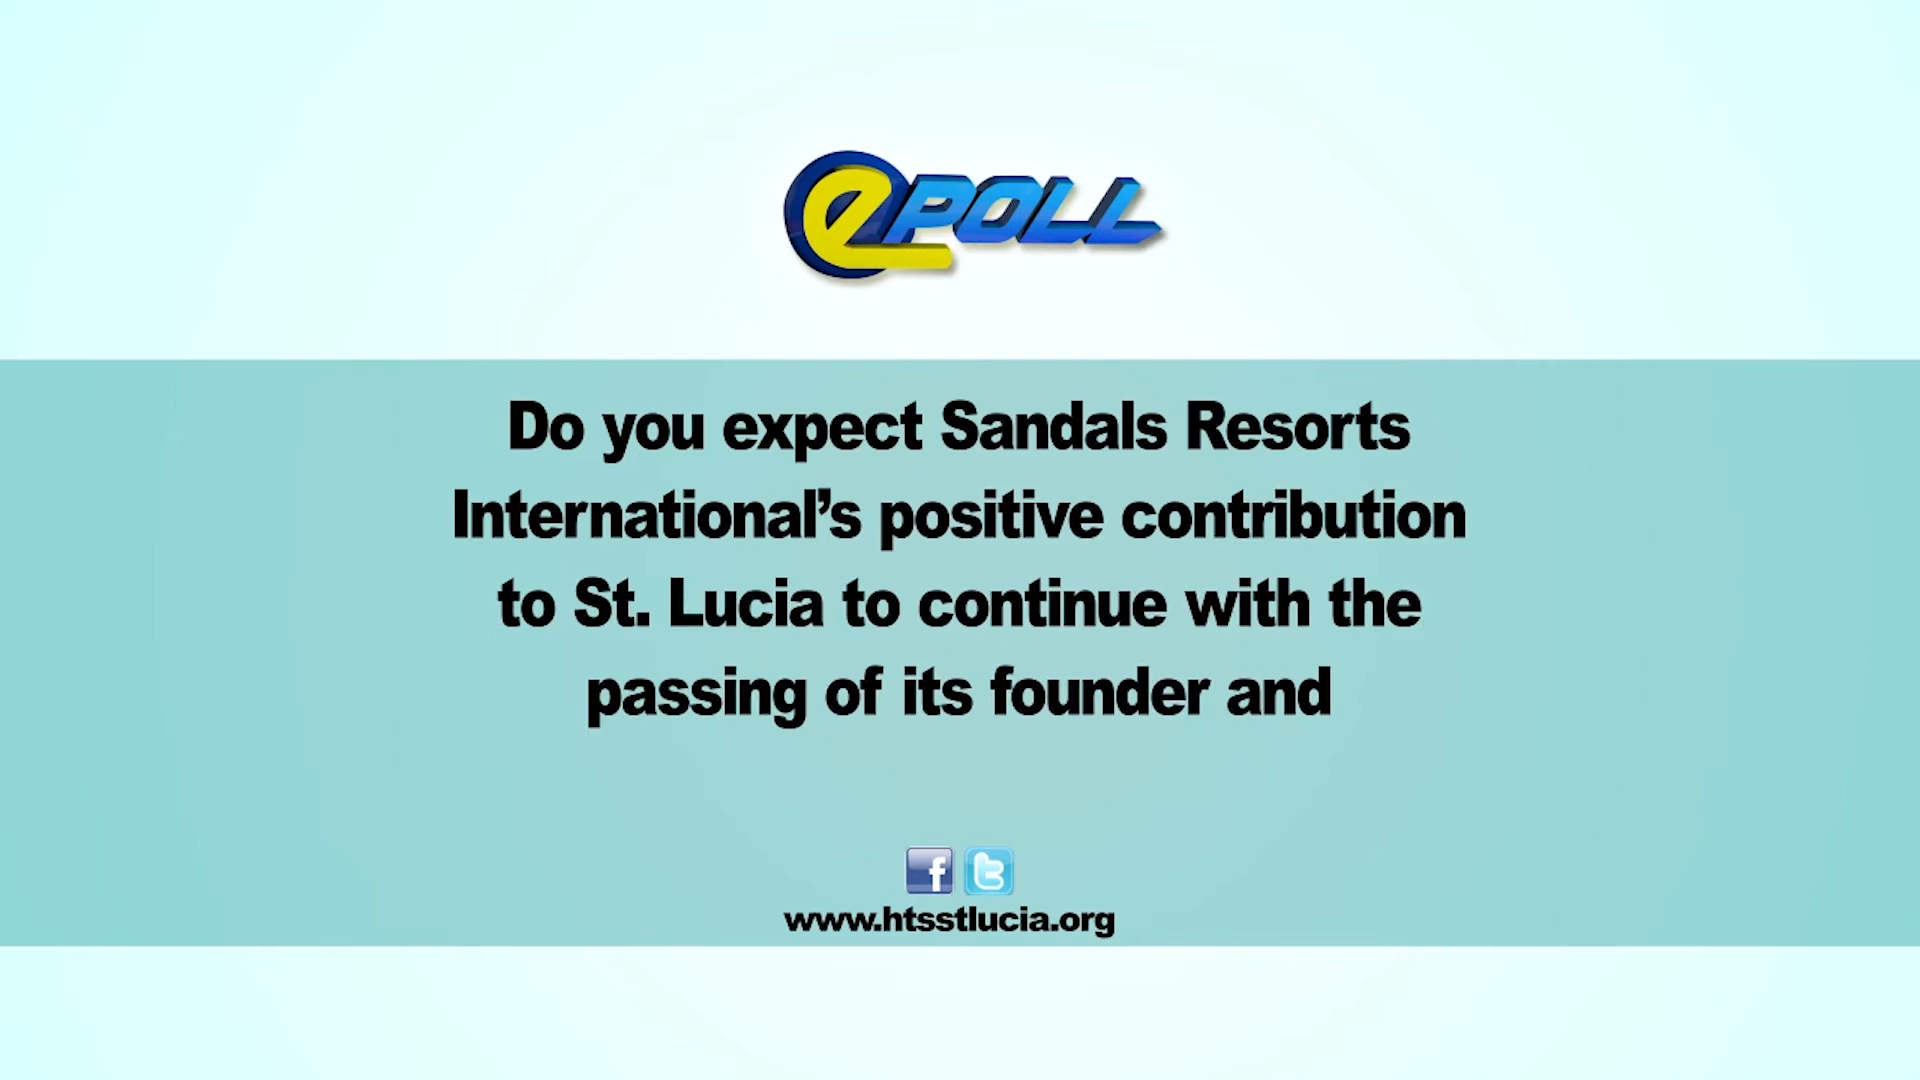 ePOLL
Do you expect Sandals Resorts
International’s positive contribution
to St. Lucia to continue with the
passing of its founder and
www.htsstlucia.org